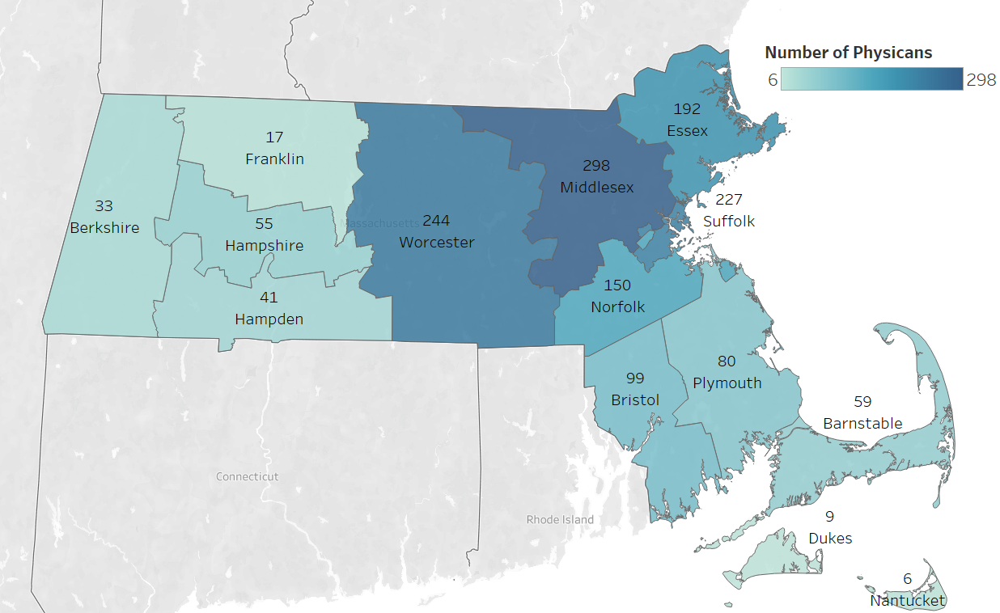 Number of Physicans
6
298
192
Essex
17
Franklin
298
Middlesex
227
Suffolk
33
Berkshire
55
Hampshire
Massachusetts
244
Worcester
150
Norfolk
41
Hampden
80
Plymouth
99
Bristol
59
Barnstable
Connecticut
Rhode Island
9
Dukes
6
Nantucket